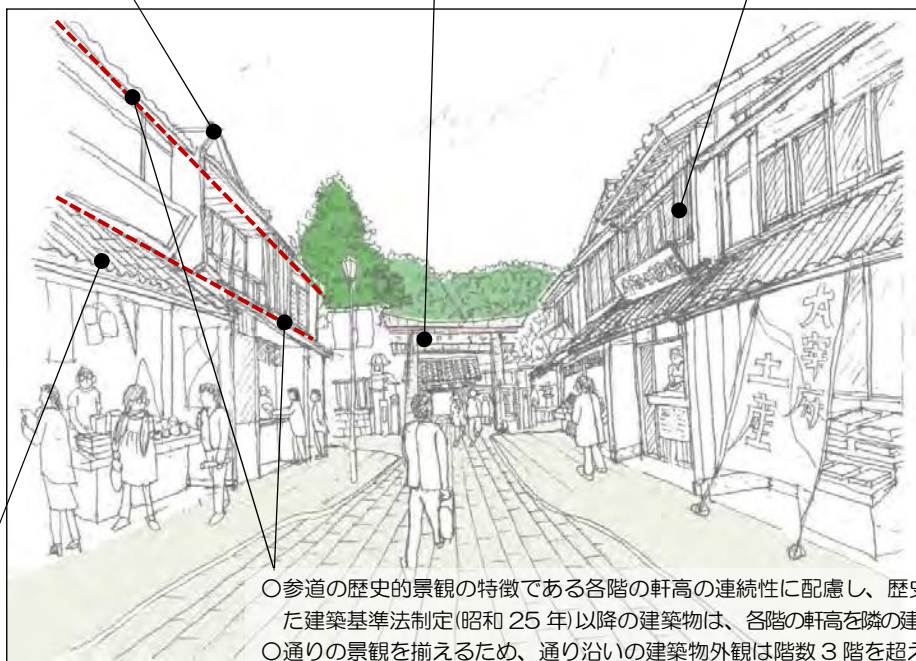 太宰府
土産
○参道の歴史的景観の特徴である各階の軒高の連続性に配慮し、歴史
た建築基準法制定(昭和 25 年)以降の建築物は、各階の軒高を隣の建
○通りの景観を揃えるため、通り沿いの建築物外観は階数 3 階を超え